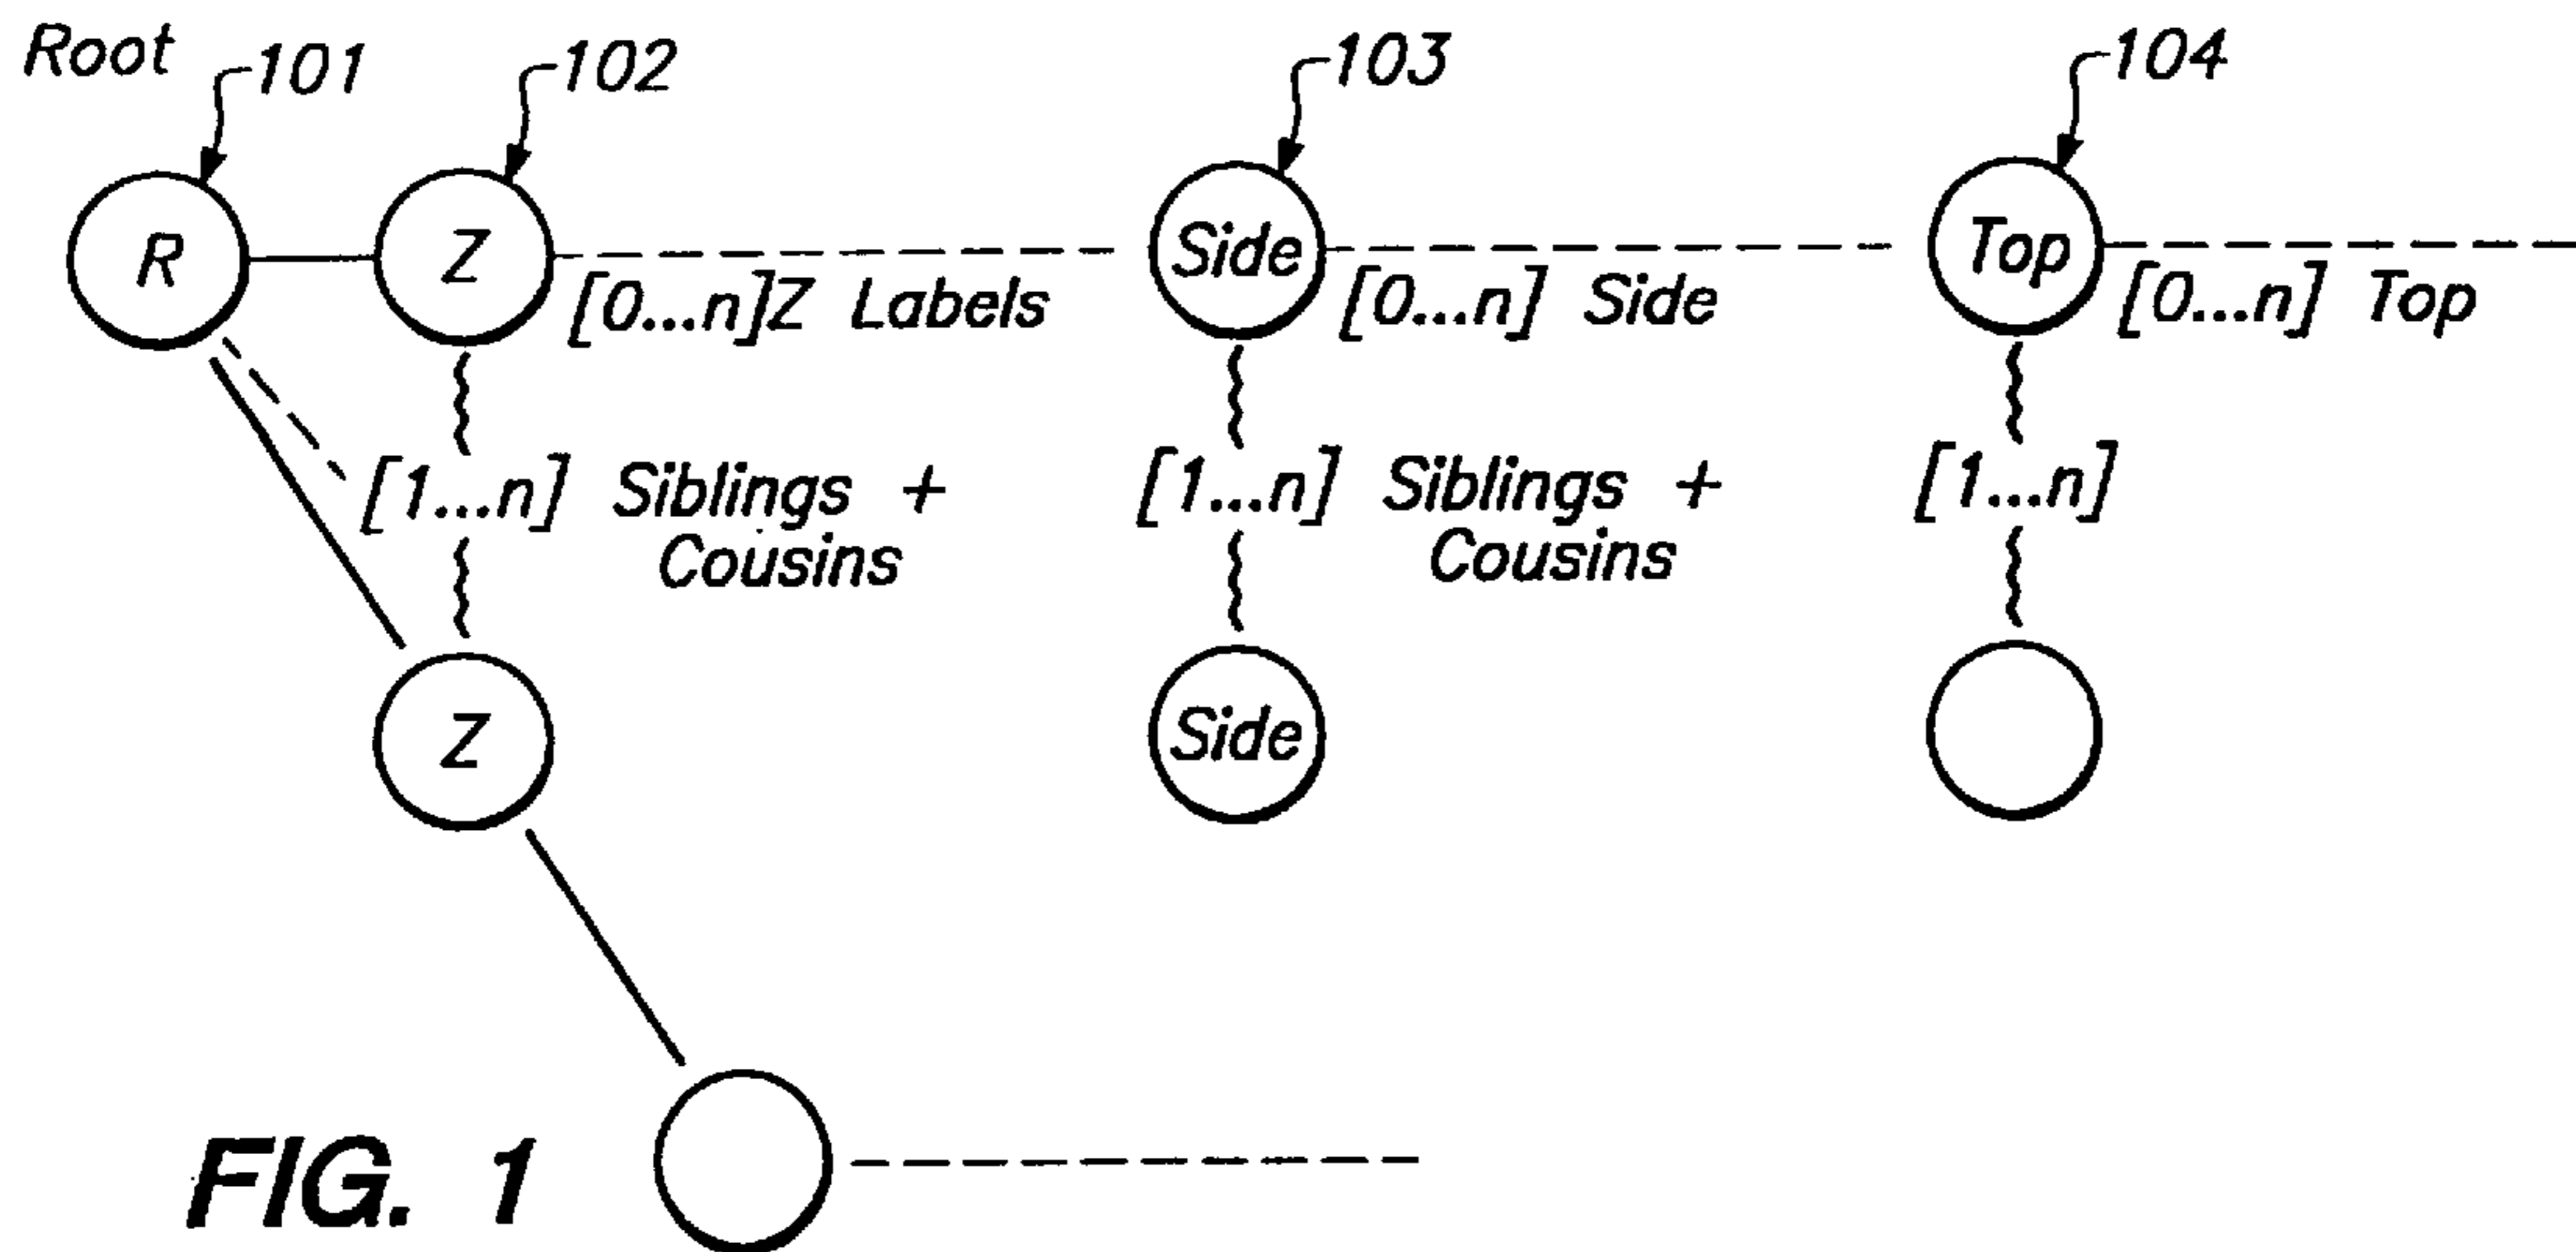 Root 101 102 103 104
R Z Side Top
[0...n]Z Labels [0...n] Side [0...n] Top
[1...n] Siblings + [1...n] Siblings + [1...n]
Cousins Cousins
Z Side
FIG. 1